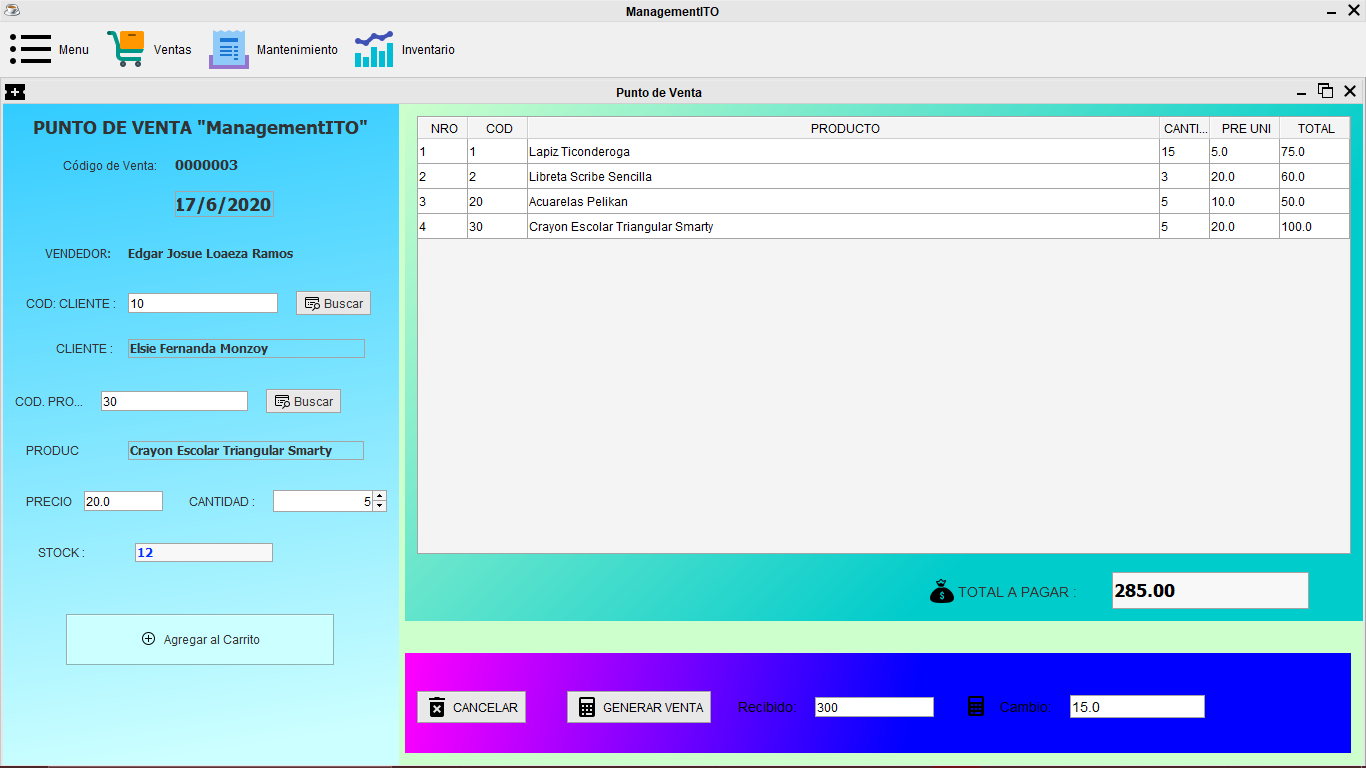 ManagementITO
Menu Ventas Mantenimiento Inventario
Punto de Venta
PUNTO DE VENTA "ManagementITO"
Código de Venta: 0000003
17/6/2020
VENDEDOR: Edgar Josue Loaeza Ramos
COD: CLIENTE : 10 Buscar
CLIENTE : Elsie Fernanda Monzoy
COD. PRO... 30 Buscar
PRODUC Crayon Escolar Triangular Smarty
PRECIO 20.0 CANTIDAD : 5
STOCK : 12
Agregar al Carrito
NRO COD PRODUCTO CANTI... PRE UNI TOTAL
1 1 Lapiz Ticonderoga 15 5.0 75.0
2 2 Libreta Scribe Sencilla 3 20.0 60.0
3 20 Acuarelas Pelikan 5 10.0 50.0
4 30 Crayon Escolar Triangular Smarty 5 20.0 100.0
TOTAL A PAGAR : 285.00
CANCELAR GENERAR VENTA Recibido: 300 Cambio: 15.0